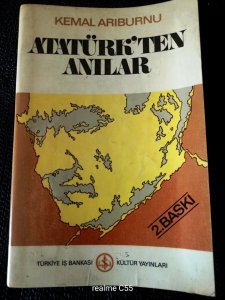 KEMAL ARIBURNU
ATATÜRK'TEN
ANILAR
2. BASKI
TÜRKİYE İŞ BANKASI KÜLTÜR YAYINLARI
realme C55